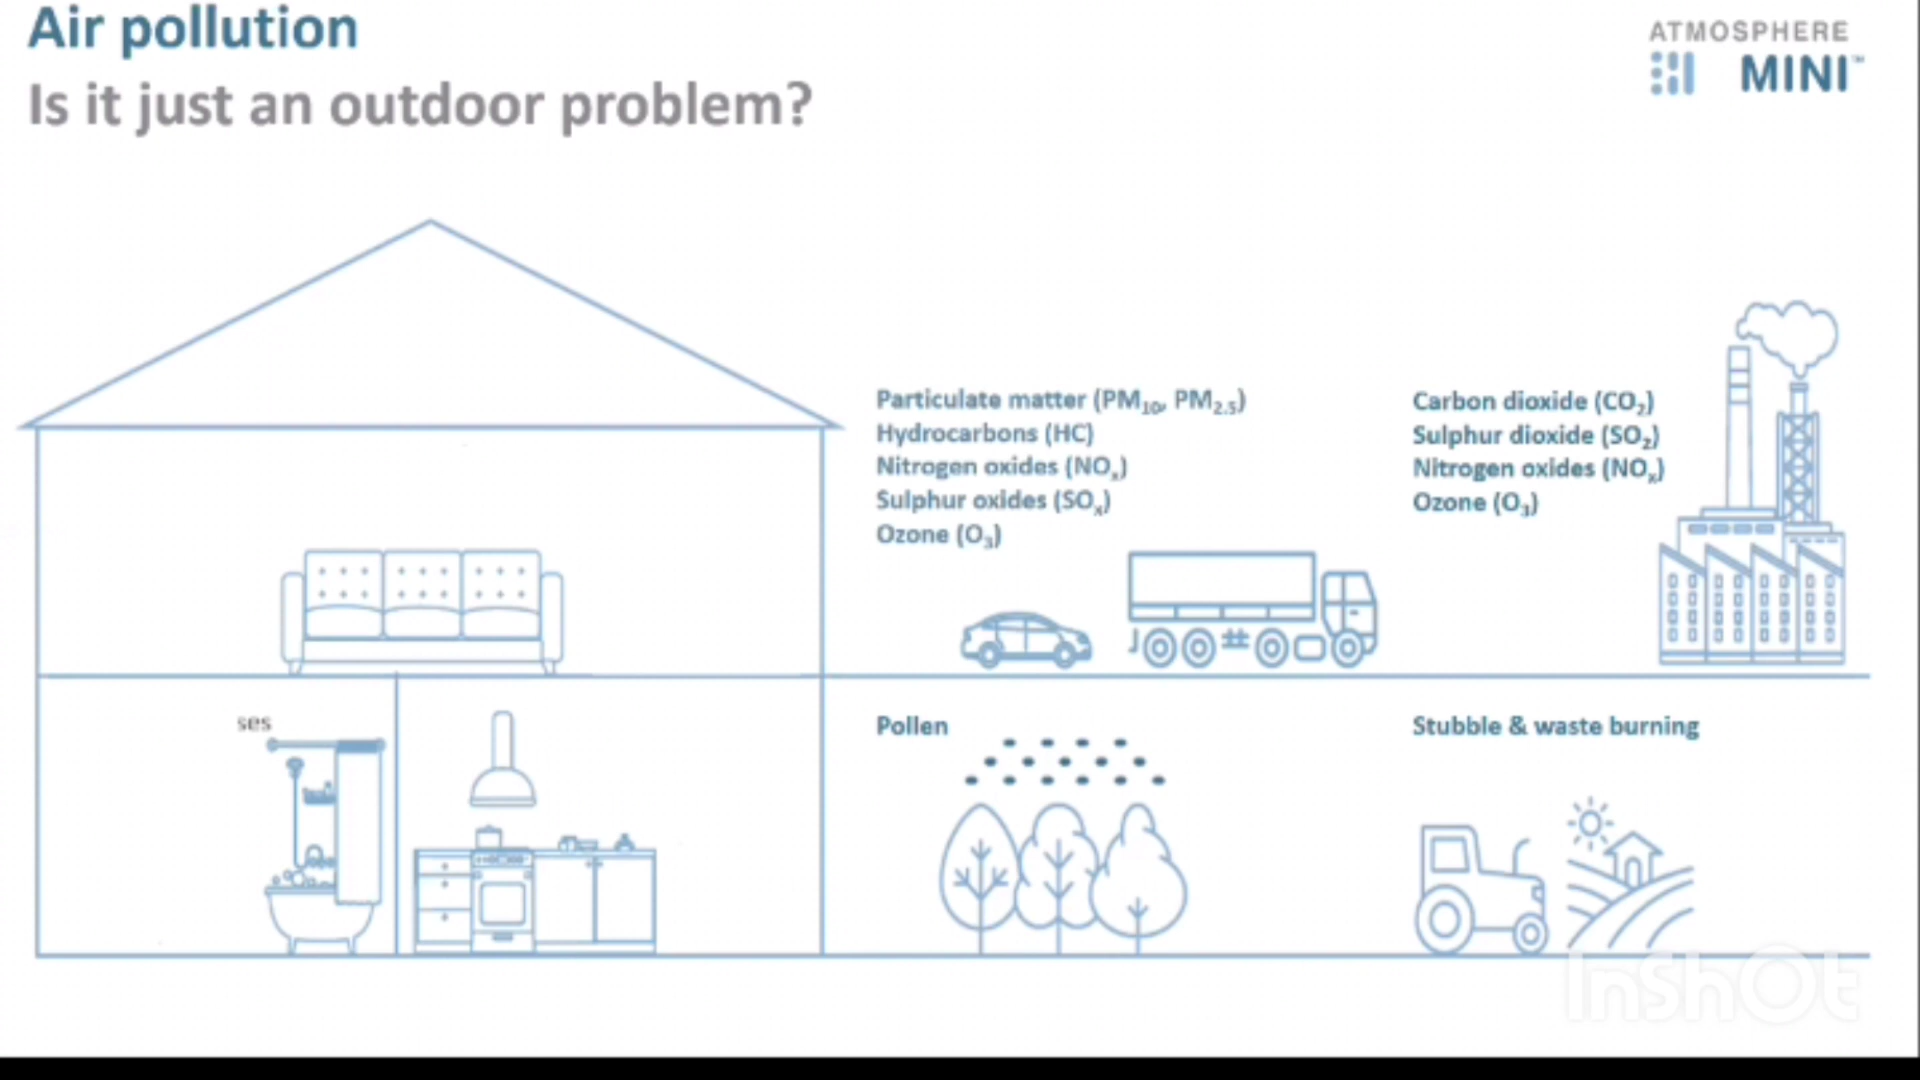 Air pollution
Is it just an outdoor problem?
ATMOSPHERE
MINI™
Particulate matter (PM₁₀, PM₂.₅)
Hydrocarbons (HC)
Nitrogen oxides (NOₓ)
Sulphur oxides (SOₓ)
Ozone (O₃)
Carbon dioxide (CO₂)
Sulphur dioxide (SO₂)
Nitrogen oxides (NOₓ)
Ozone (O₃)
ses
Pollen
Stubble & waste burning
InShOt